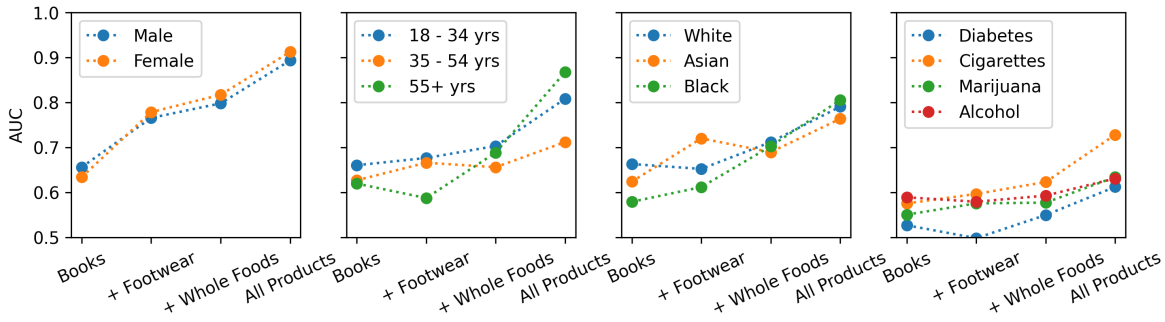 AUC
1.0
0.9
0.8
0.7
0.6
0.5
Male
Female
Books
+ Footwear
+ Whole Foods
All Products
18 - 34 yrs
35 - 54 yrs
55+ yrs
Books
+ Footwear
+ Whole Foods
All Products
White
Asian
Black
Books
+ Footwear
+ Whole Foods
All Products
Diabetes
Cigarettes
Marijuana
Alcohol
Books
+ Footwear
+ Whole Foods
All Products